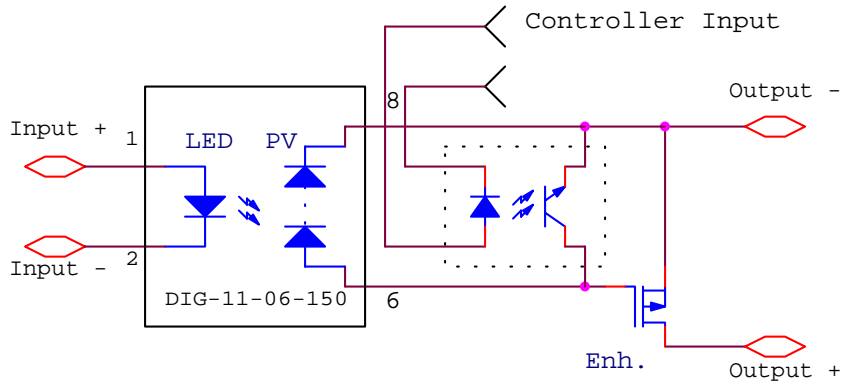 Controller Input
8
Output -
Input +
1
LED
PV
Input -
2
DIG-11-06-150
6
Enh.
Output +